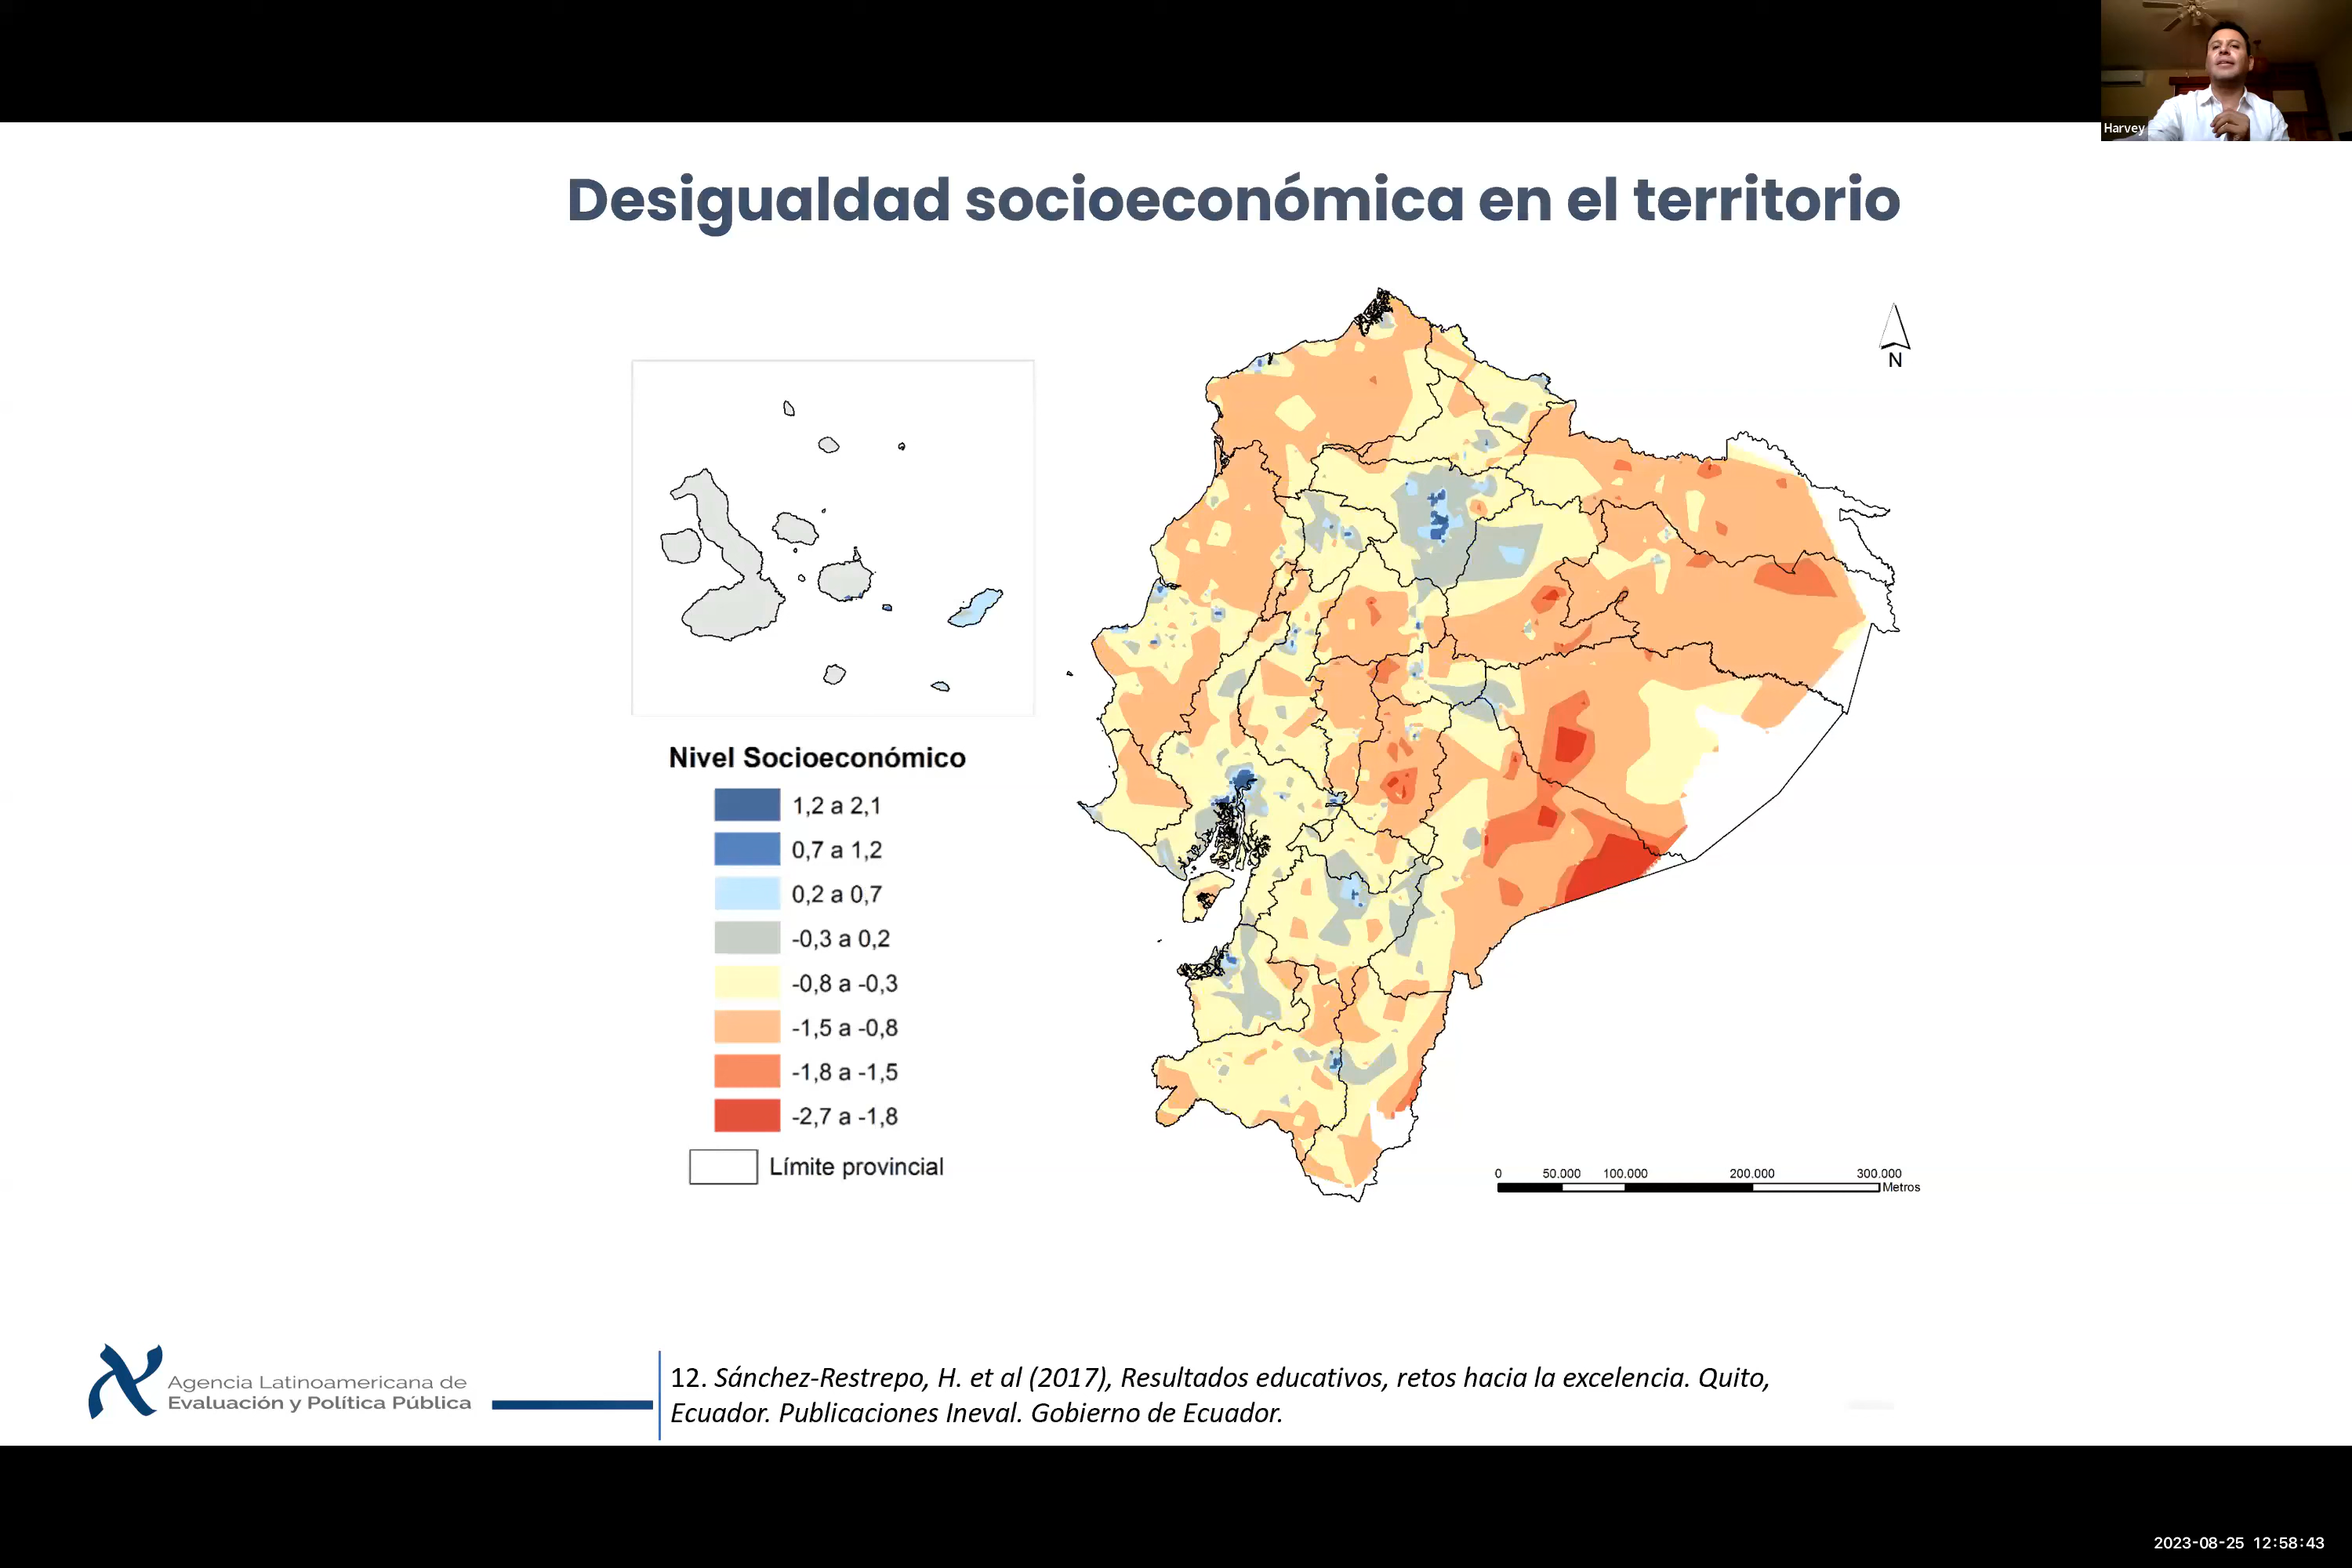 Harvey
Desigualdad socioeconómica en el territorio
N
Nivel Socioeconómico
1,2 a 2,1
0,7 a 1,2
0,2 a 0,7
-0,3 a 0,2
-0,8 a -0,3
-1,5 a -0,8
-1,8 a -1,5
-2,7 a -1,8
Límite provincial
0 50.000 100.000 200.000 300.000
Metros
Agencia Latinoamericana de
Evaluación y Política Pública
12. Sánchez-Restrepo, H. et al (2017), Resultados educativos, retos hacia la excelencia. Quito,
Ecuador. Publicaciones Ineval. Gobierno de Ecuador.
2023-08-25 12:58:43